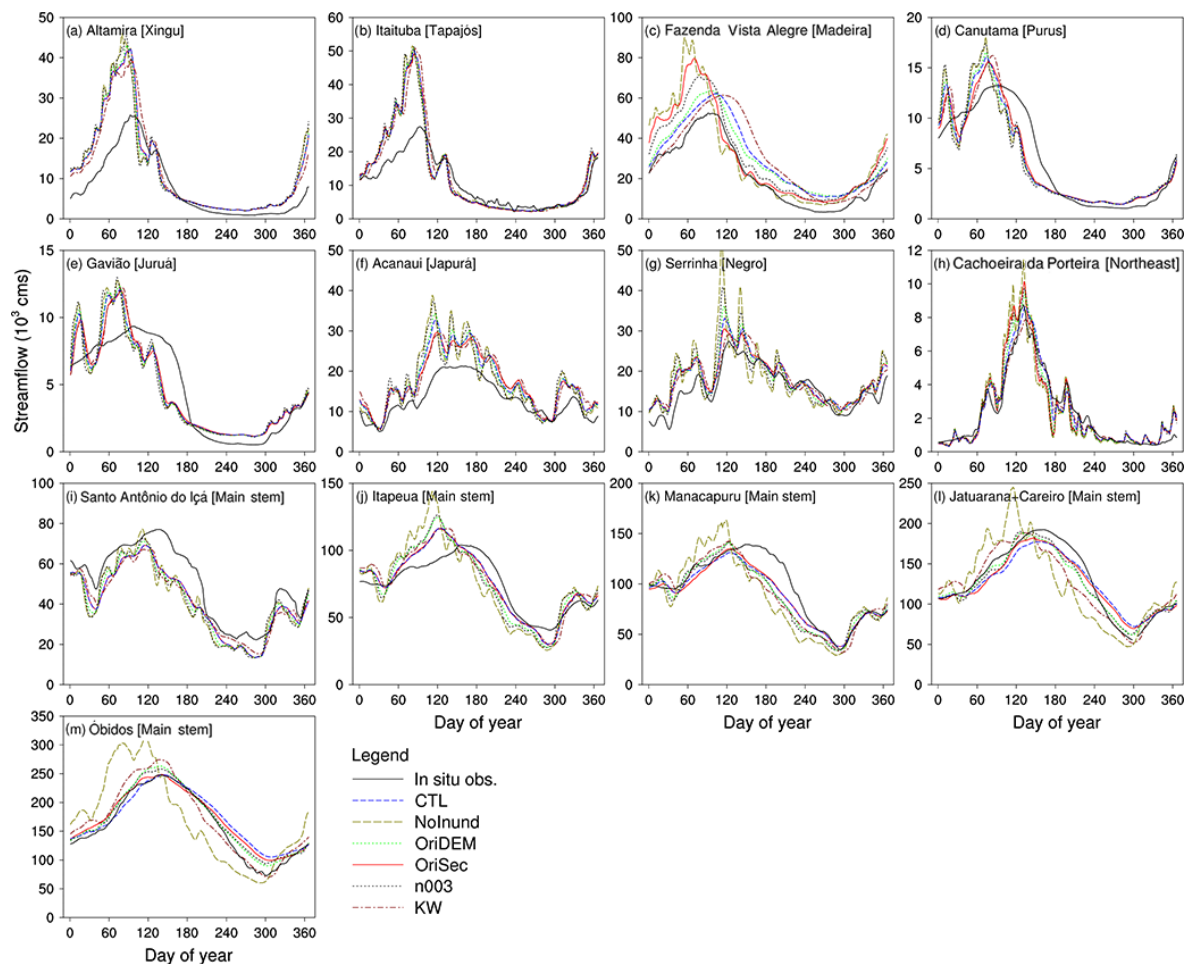 (a) Altamira [Xingu]
50
40
30
20
10
0
0 60 120 180 240 300 360
(b) Itaituba [Tapajós]
60
50
40
30
20
10
0
0 60 120 180 240 300 360
(c) Fazenda Vista Alegre [Madeira]
100
80
60
40
20
0
0 60 120 180 240 300 360
(d) Canutama [Purus]
20
15
10
5
0
0 60 120 180 240 300 360
Streamflow (10³ cms)
(e) Gavião [Juruá]
15
10
5
0
0 60 120 180 240 300 360
(f) Acanaui [Japurá]
50
40
30
20
10
0
0 60 120 180 240 300 360
(g) Serrinha [Negro]
50
40
30
20
10
0
0 60 120 180 240 300 360
(h) Cachoeira da Porteira [Northeast]
12
10
8
6
4
2
0
0 60 120 180 240 300 360
(i) Santo Antônio do Içá [Main stem]
100
80
60
40
20
0
0 60 120 180 240 300 360
(j) Itapeua [Main stem]
150
100
50
0
0 60 120 180 240 300 360
Day of year
(k) Manacapuru [Main stem]
200
150
100
50
0
0 60 120 180 240 300 360
Day of year
(l) Jatuarana+Careiro [Main stem]
250
200
150
100
50
0
0 60 120 180 240 300 360
Day of year
(m) Óbidos [Main stem]
350
300
250
200
150
100
50
0
0 60 120 180 240 300 360
Day of year
Legend
In situ obs.
CTL
NoInund
OriDEM
OriSec
n003
KW